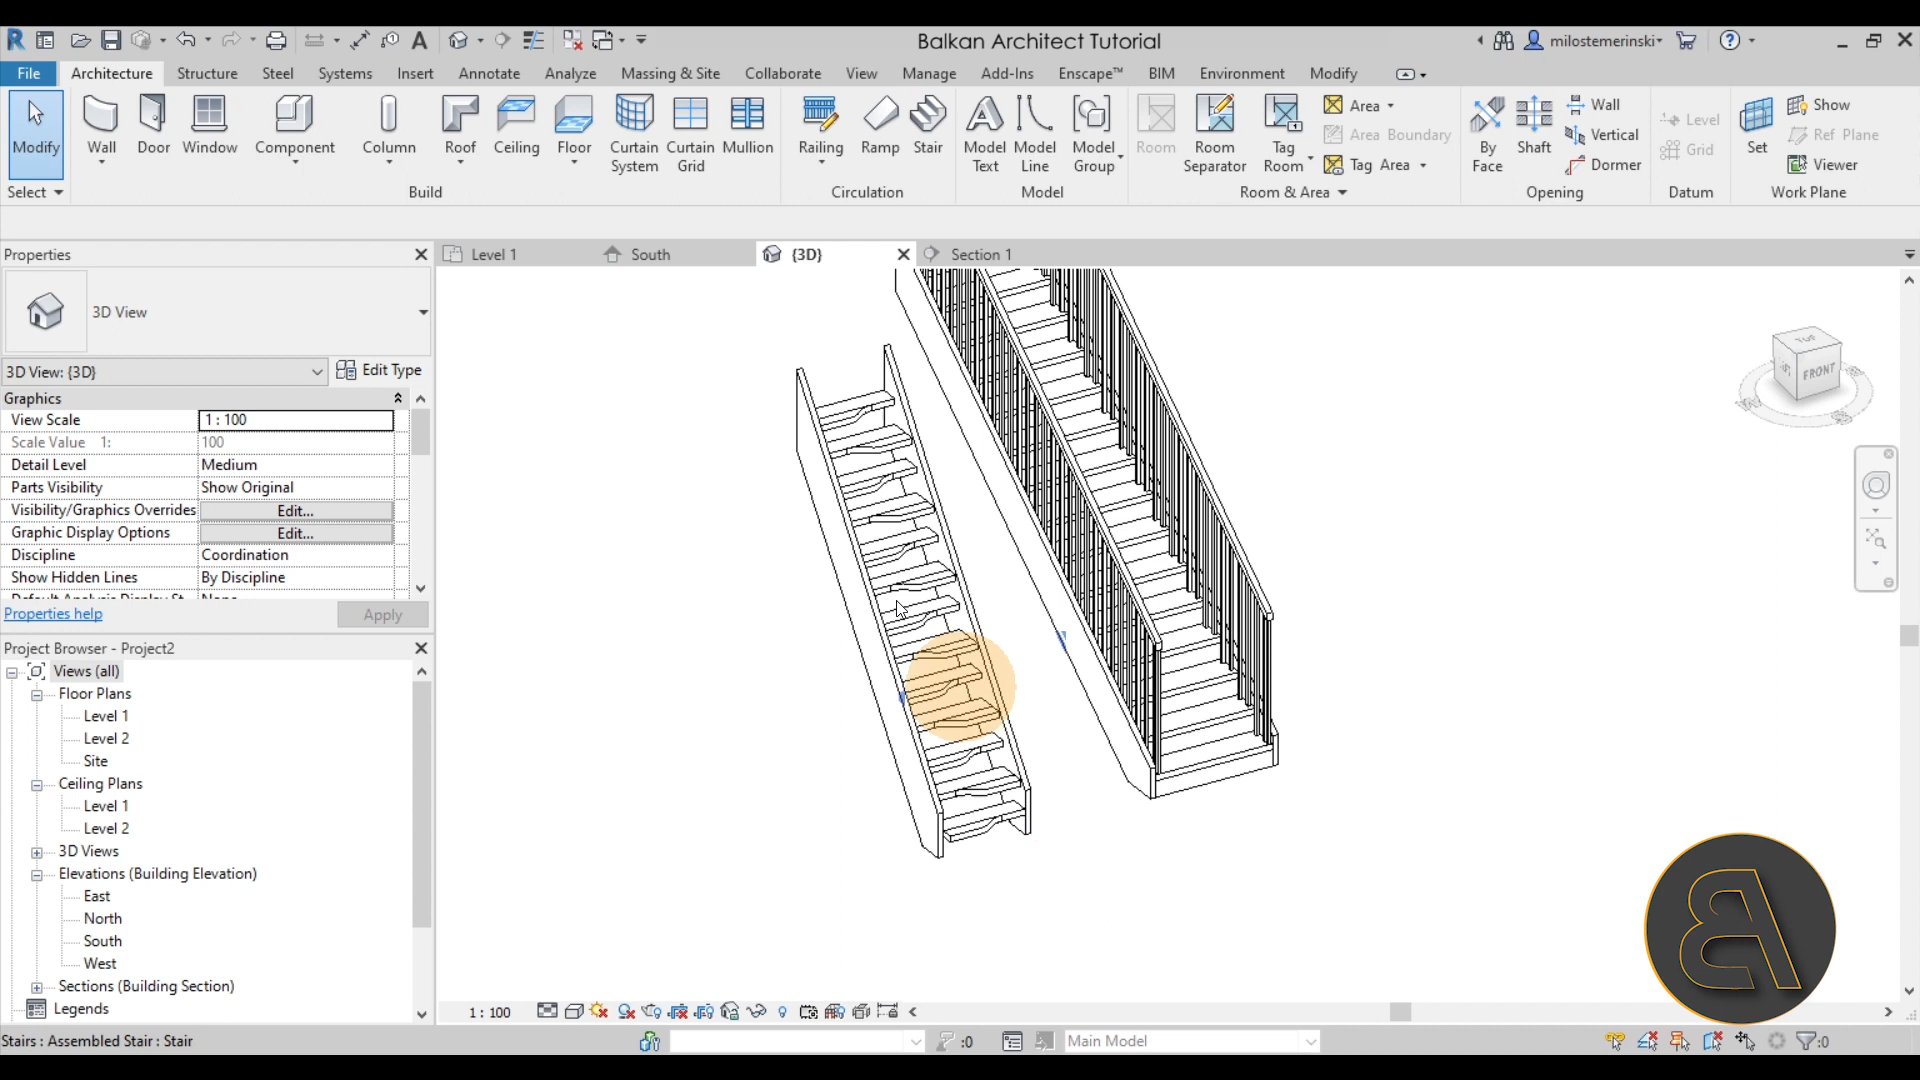 Balkan Architect Tutorial
milostemerinski
File Architecture Structure Steel Systems Insert Annotate Analyze Massing & Site Collaborate View Manage Add-Ins Enscape™ BIM Environment Modify
Modify Wall Door Window Component Column Roof Ceiling Floor Curtain System Curtain Grid Mullion Railing Ramp Stair Model Text Model Line Model Group Room Room Separator Tag Room Area Area Boundary Tag Area By Face Shaft Wall Vertical Dormer Level Grid Set Show Ref Plane Viewer
Select Build Circulation Model Room & Area Opening Datum Work Plane
Properties
Level 1 South {3D} Section 1
3D View
3D View: {3D} Edit Type
Graphics
View Scale 1 : 100
Scale Value 1: 100
Detail Level Medium
Parts Visibility Show Original
Visibility/Graphics Overrides Edit...
Graphic Display Options Edit...
Discipline Coordination
Show Hidden Lines By Discipline
Properties help Apply
Project Browser - Project2
Views (all)
Floor Plans
Level 1
Level 2
Site
Ceiling Plans
Level 1
Level 2
3D Views
Elevations (Building Elevation)
East
North
South
West
Sections (Building Section)
Legends
TOP
FRONT
1 : 100
Stairs : Assembled Stair : Stair
:0
Main Model
:0